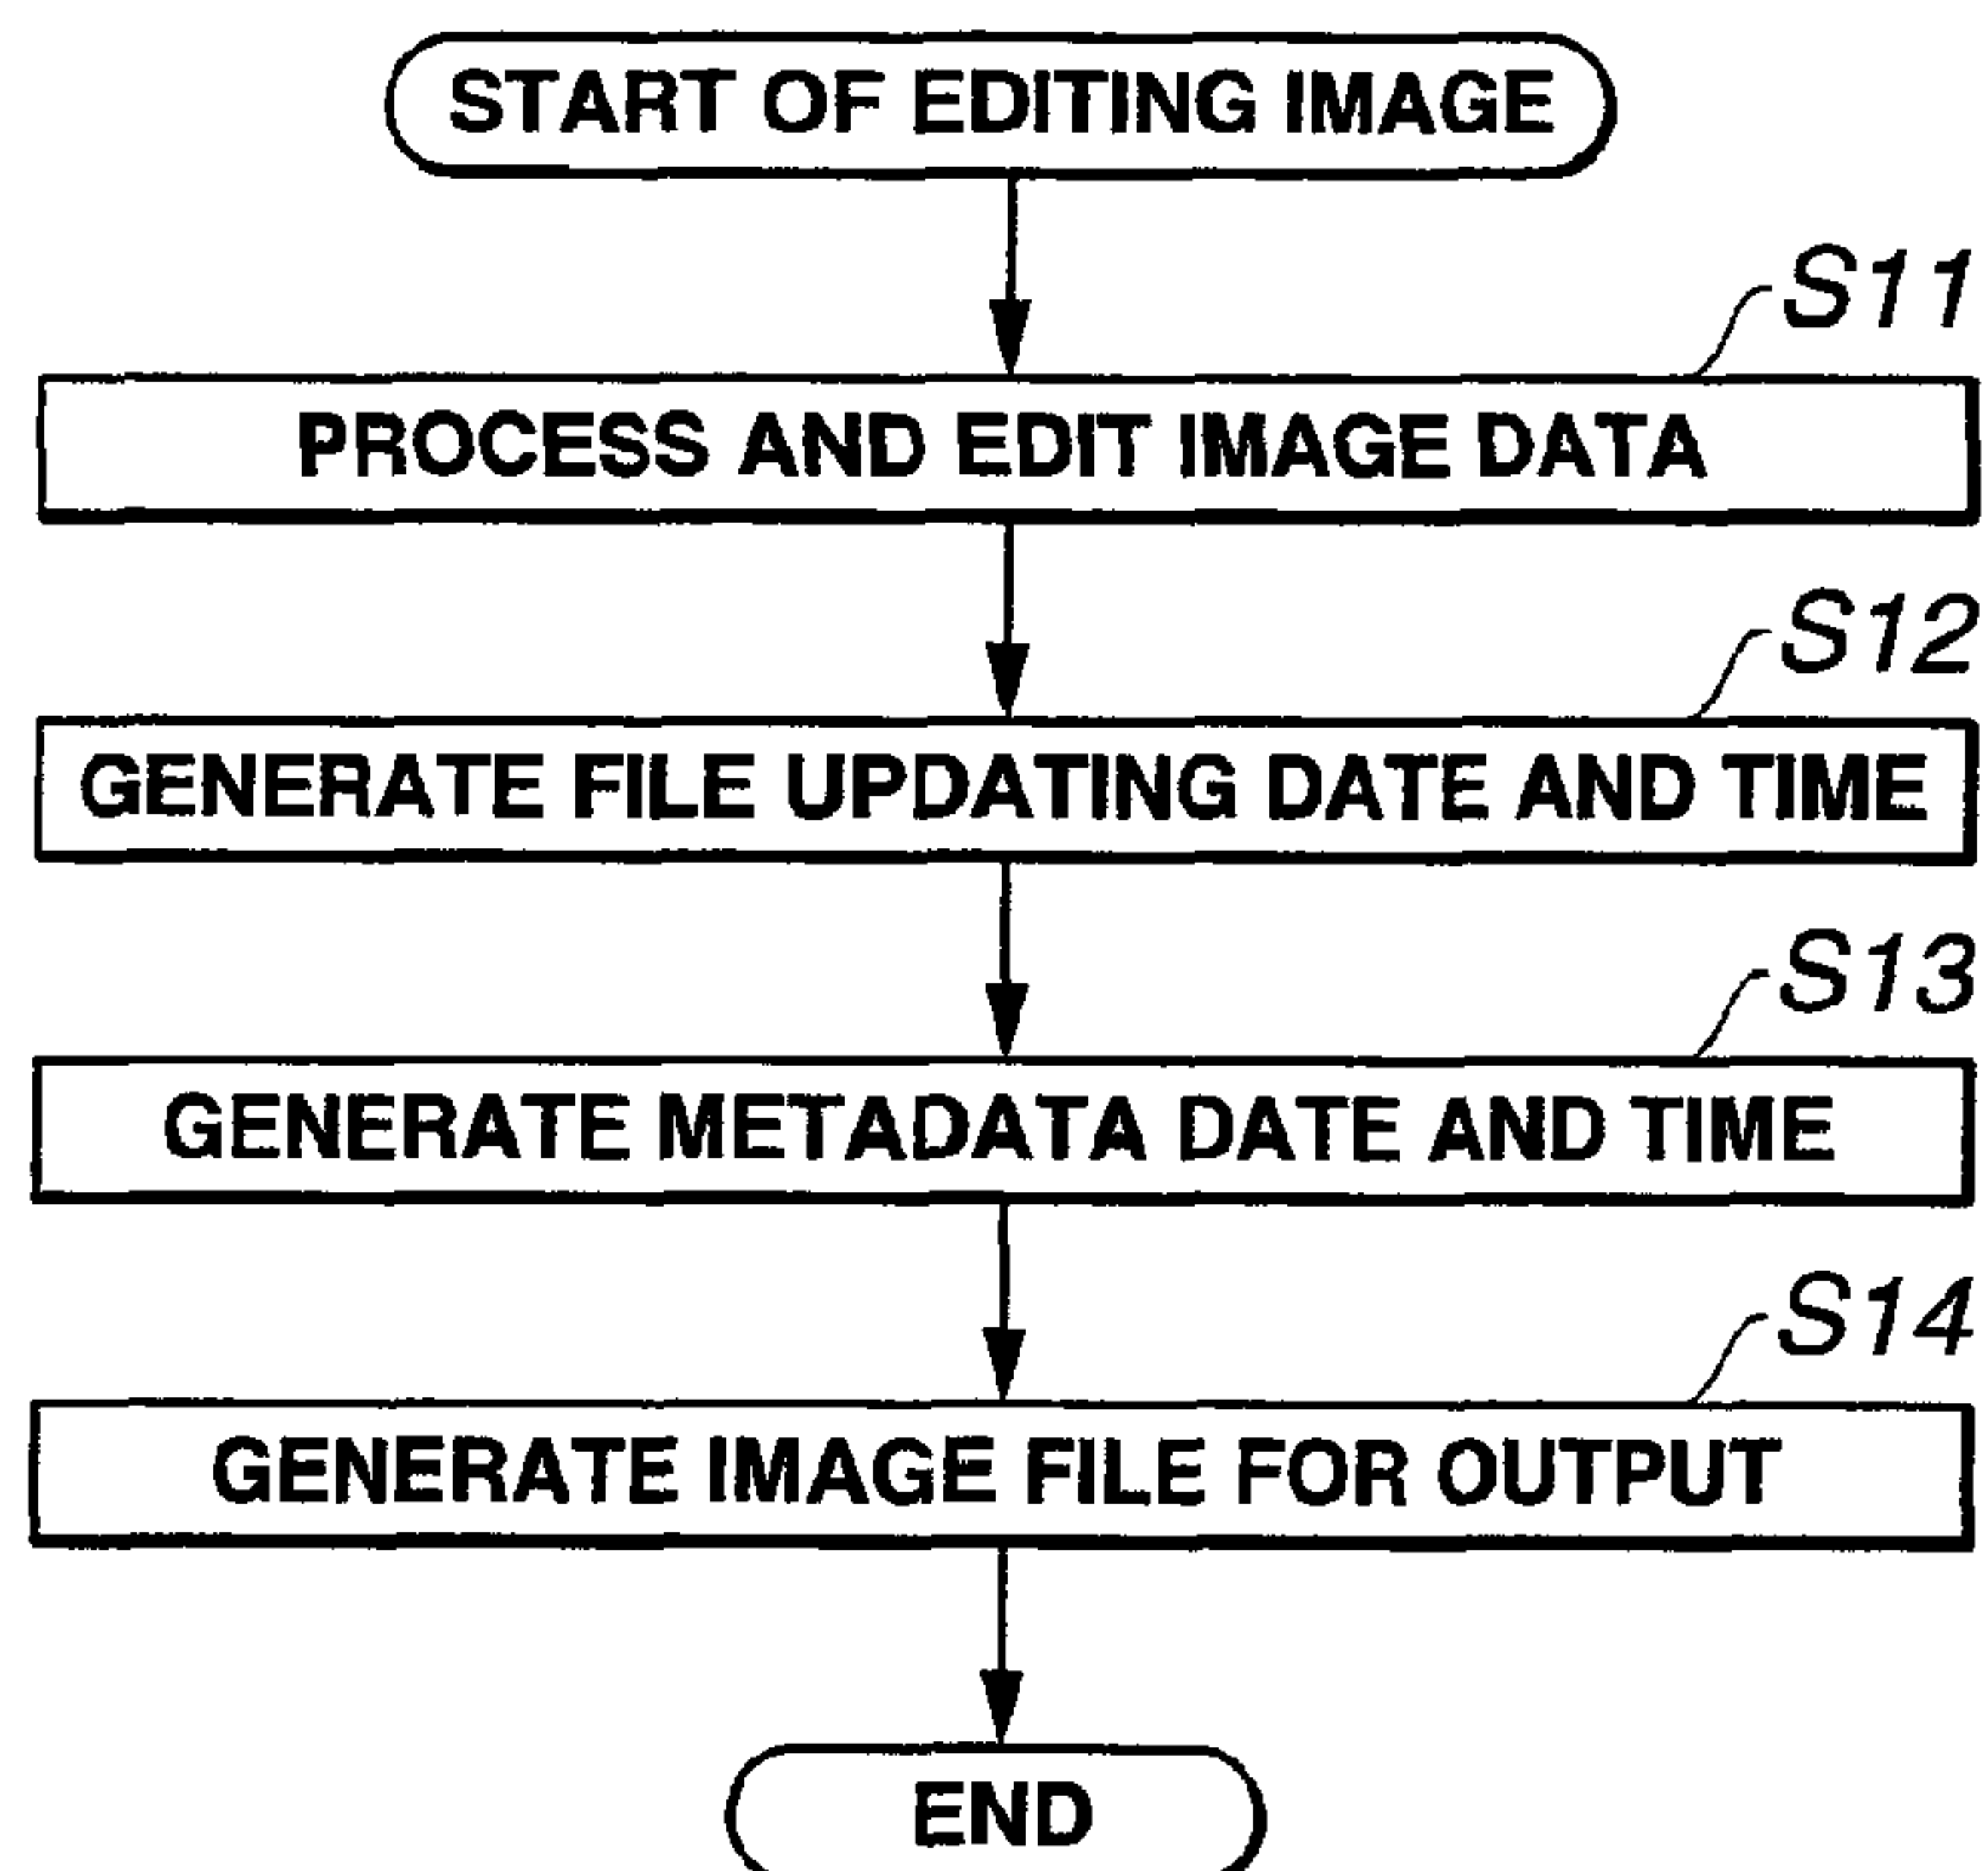 START OF EDITING IMAGE
S11
PROCESS AND EDIT IMAGE DATA
S12
GENERATE FILE UPDATING DATE AND TIME
S13
GENERATE METADATA DATE AND TIME
S14
GENERATE IMAGE FILE FOR OUTPUT
END